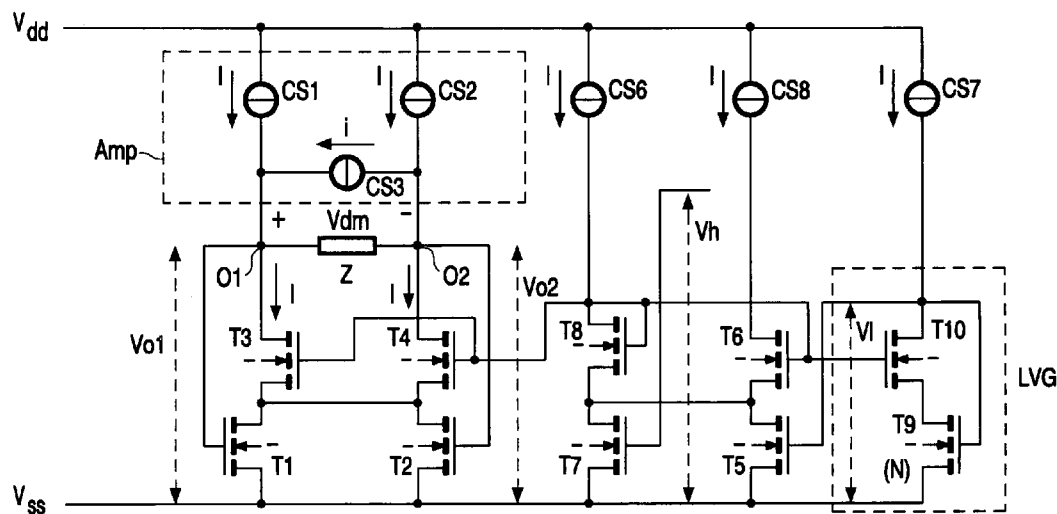 Vdd
I CS1 I CS2 I CS6 I CS8 I CS7
Amp
i
CS3
+ Vdm -
Vh
O1 Z O2
Vo1 I I Vo2
T3 T4 T8 T6 Vl T10
LVG
T1 T2 T7 T5 T9
(N)
Vss